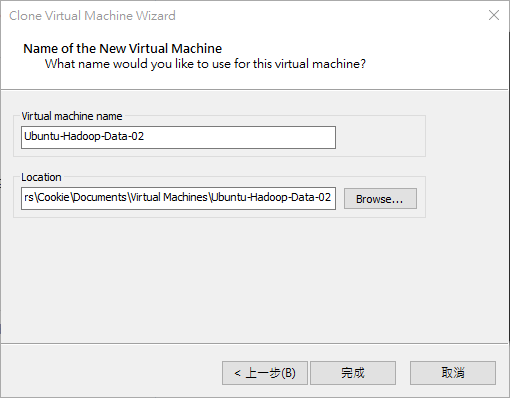 Clone Virtual Machine Wizard
Name of the New Virtual Machine
What name would you like to use for this virtual machine?
Virtual machine name
Ubuntu-Hadoop-Data-02
Location
rs\Cookie\Documents\Virtual Machines\Ubuntu-Hadoop-Data-02
Browse...
< 上一步(B)
完成
取消